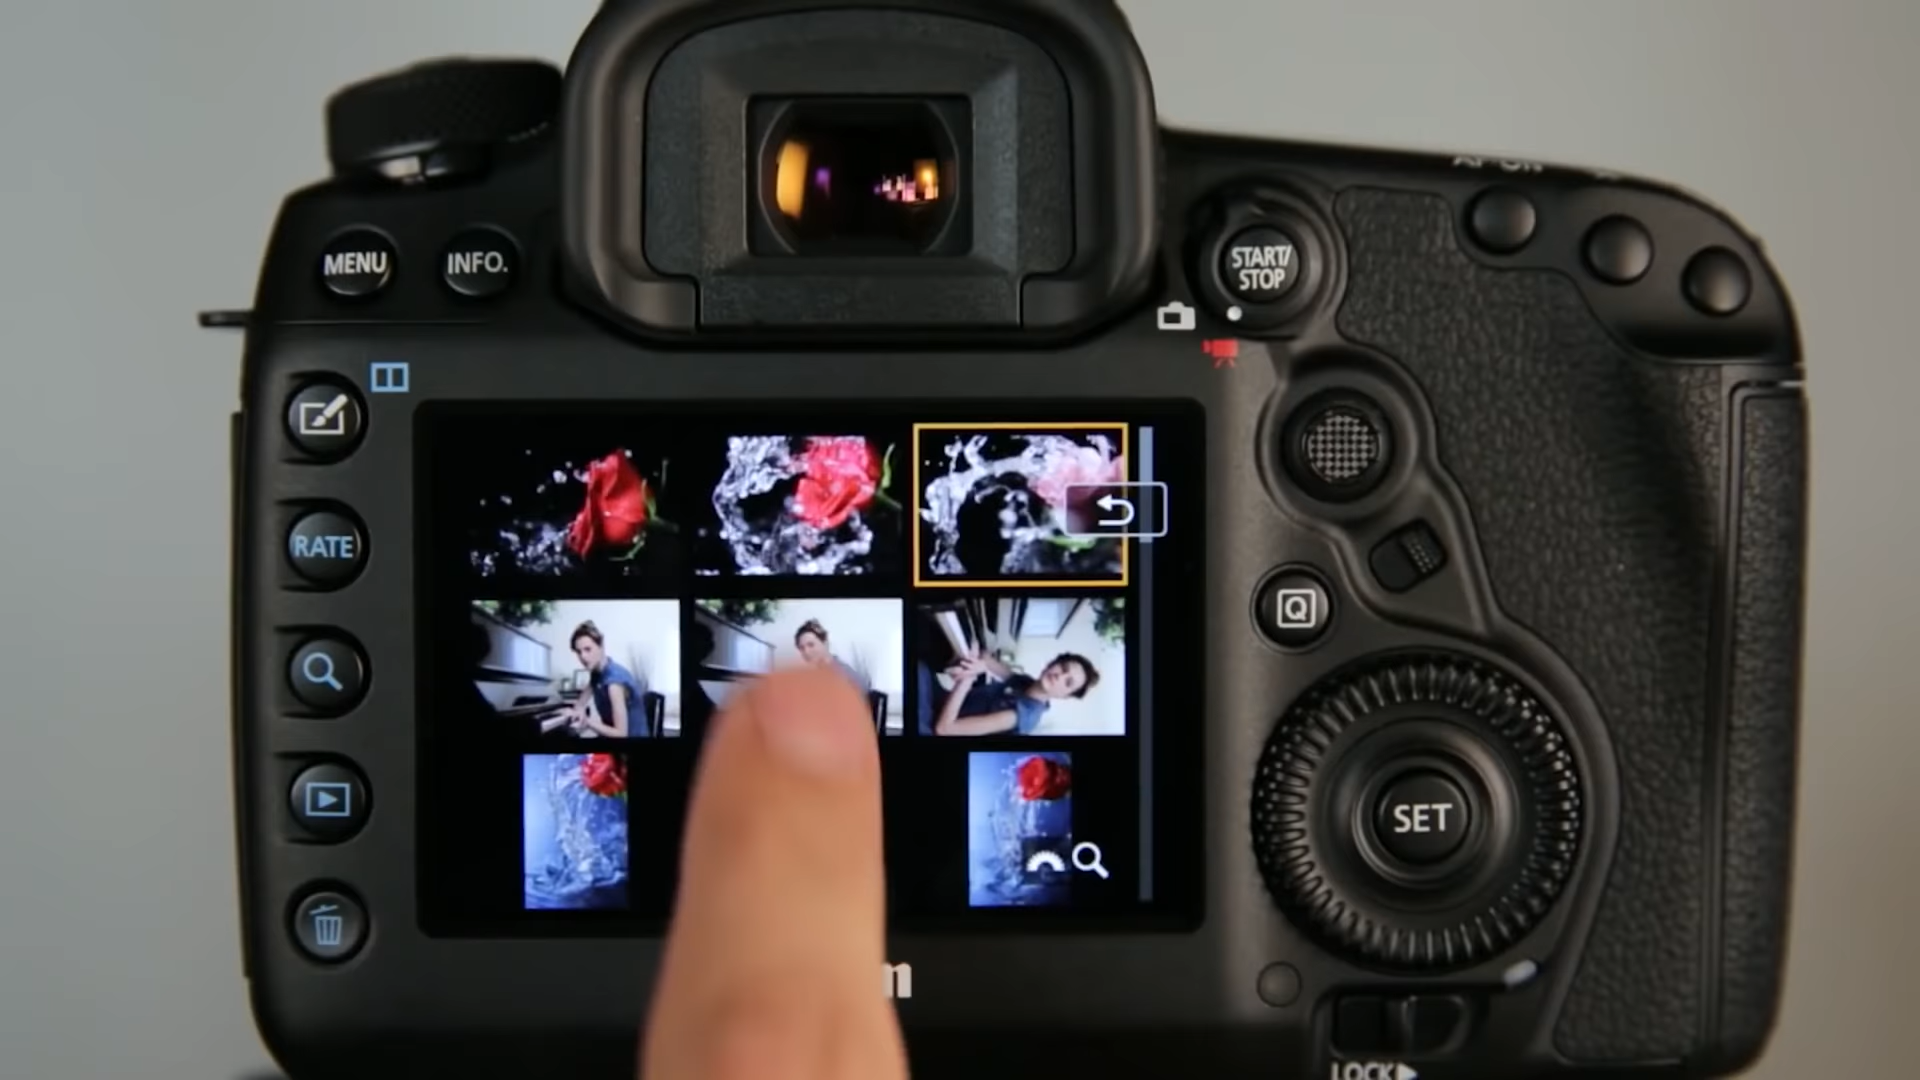 MENU
INFO.
START/
STOP
RATE
Q
SET
LOCK